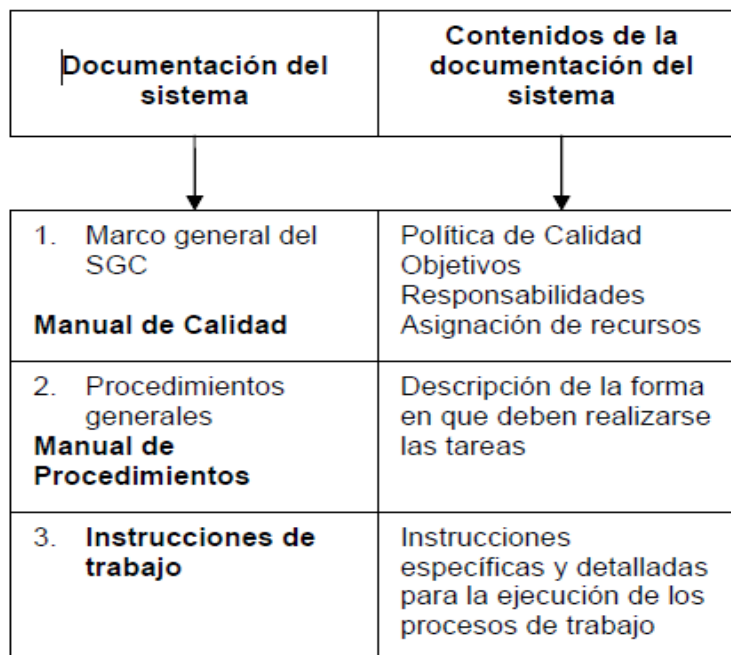 Documentación del
sistema
Contenidos de la
documentación del
sistema
1. Marco general del
SGC
Manual de Calidad
Política de Calidad
Objetivos
Responsabilidades
Asignación de recursos
2. Procedimientos
generales
Manual de
Procedimientos
Descripción de la forma
en que deben realizarse
las tareas
3. Instrucciones de
trabajo
Instrucciones
específicas y detalladas
para la ejecución de los
procesos de trabajo